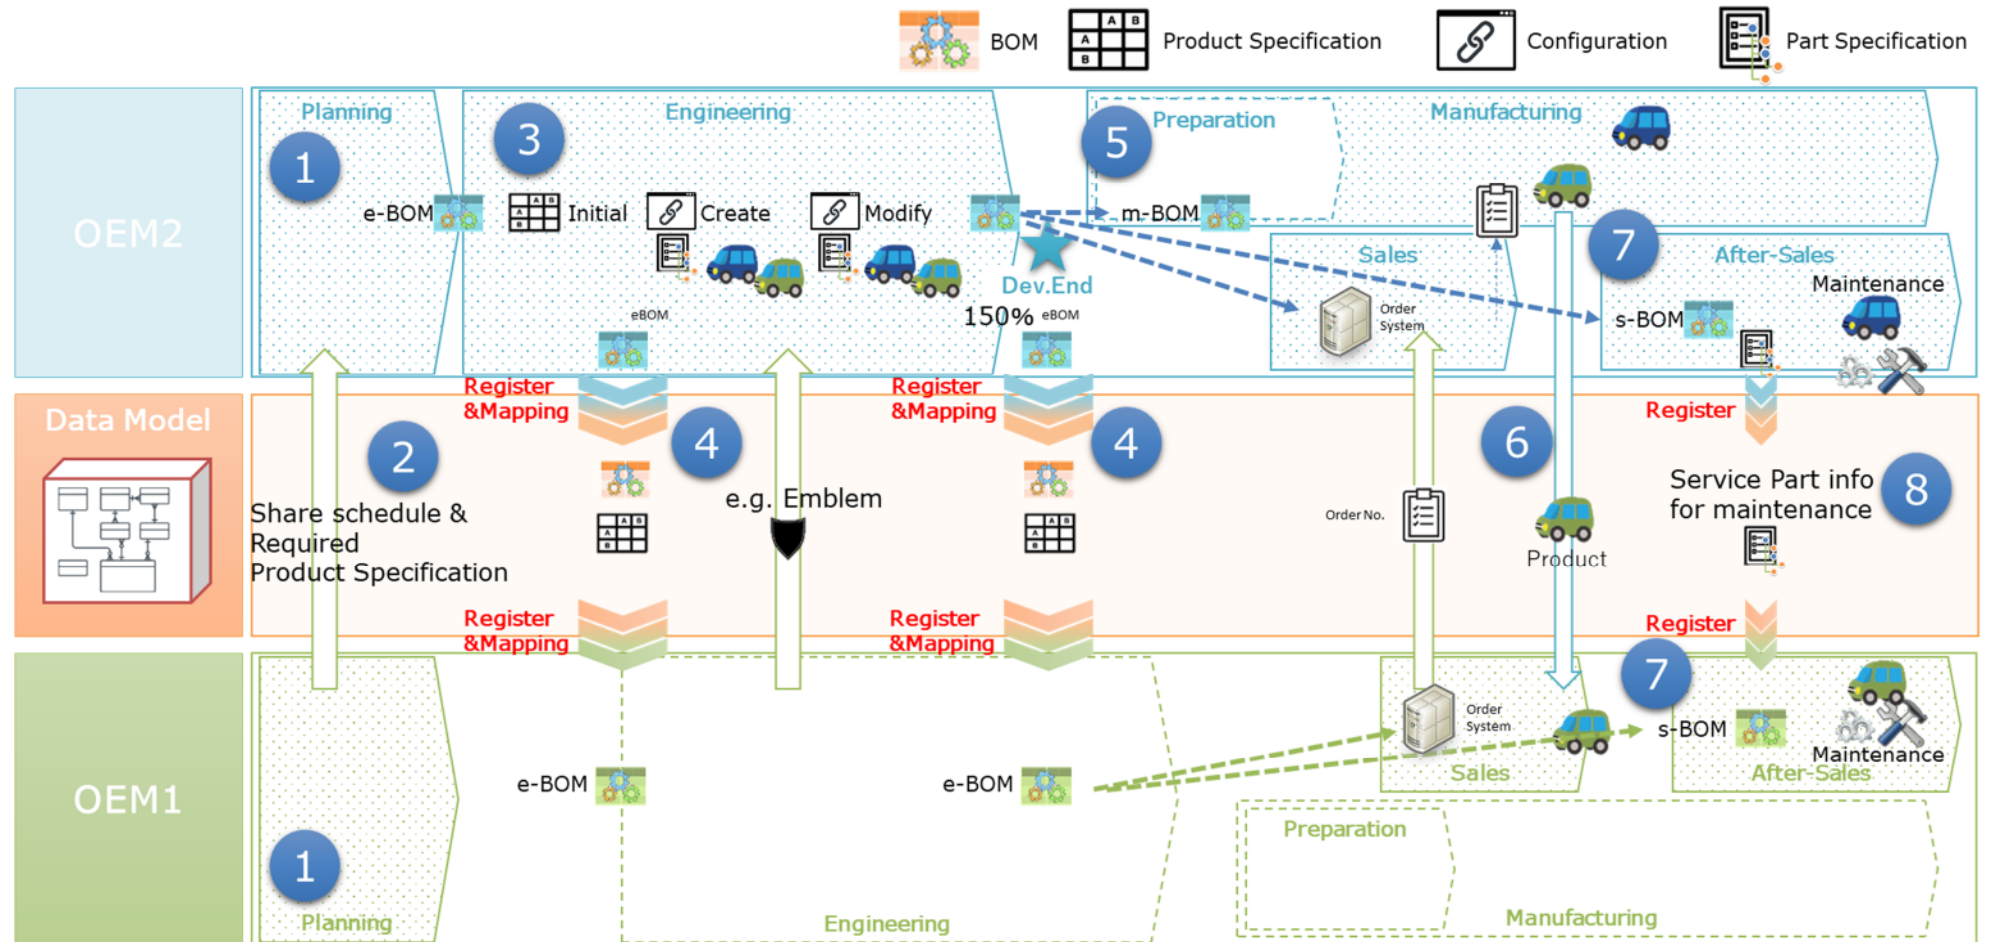 BOM
Product Specification
Configuration
Part Specification
A B
A
B
OEM2
Planning
1
e-BOM
Engineering
3
A B
A
B
Initial
Create
Modify
Dev.End
eBOM
150% eBOM
5
Preparation
Manufacturing
m-BOM
Sales
Order
System
7
After-Sales
Maintenance
s-BOM
Data Model
2
Share schedule &
Required
Product Specification
Register
&Mapping
4
A B
A
B
Register
&Mapping
e.g. Emblem
Register
&Mapping
4
A B
A
B
Register
&Mapping
Order No.
6
Product
Register
Service Part info
for maintenance
8
Register
OEM1
1
Planning
e-BOM
Engineering
e-BOM
Order
System
Sales
7
s-BOM
Maintenance
After-Sales
Preparation
Manufacturing